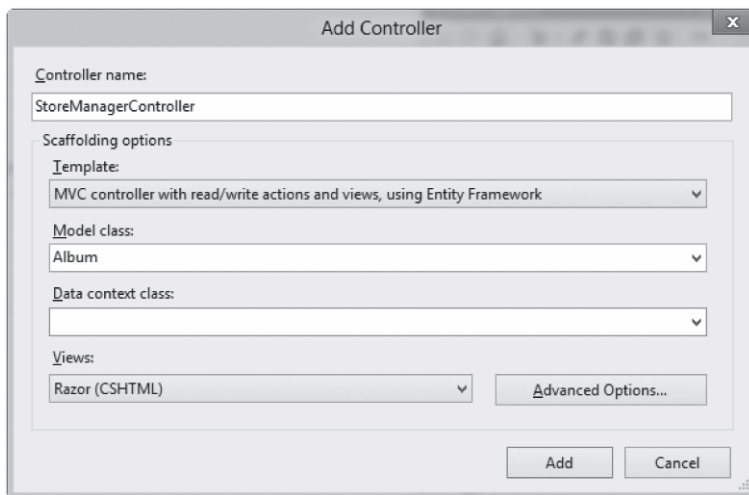 Add Controller
x
Controller name:
StoreManagerController
Scaffolding options
Template:
MVC controller with read/write actions and views, using Entity Framework
Model class:
Album
Data context class:
Views:
Razor (CSHTML)
Advanced Options...
Add
Cancel